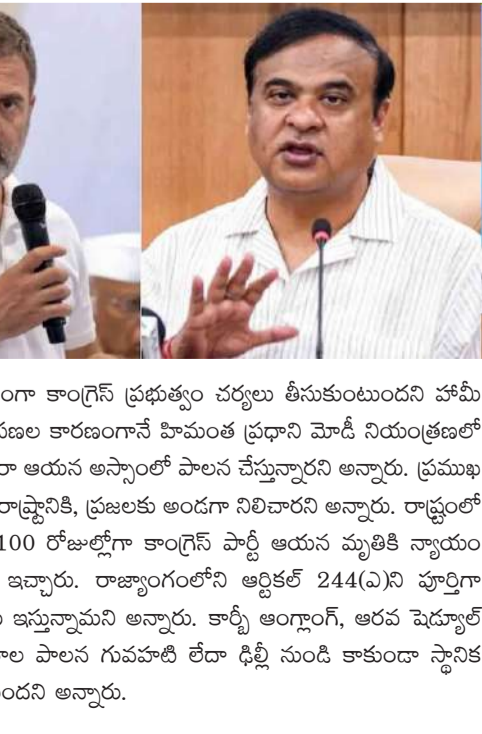 ంగా కాంగ్రెస్ ప్రభుత్వం చర్యలు తీసుకుంటుందని హామీ
పణల కారణంగానే హిమంత ప్రధాని మోడీ నియంత్రణలో
రా ఆయన అస్సాంలో పాలన చేస్తున్నారని అన్నారు. ప్రముఖ
రాష్ట్రానికి, ప్రజలకు అండగా నిలిచారని అన్నారు. రాష్ట్రంలో
100 రోజుల్లోగా కాంగ్రెస్ పార్టీ ఆయన మృతికి న్యాయం
ఇచ్చారు. రాజ్యాంగంలోని ఆర్టికల్ 244(ఎ)ని పూర్తిగా
ఇస్తున్నామని అన్నారు. కార్బీ ఆంగ్లాంగ్, ఆరవ షెడ్యూల్
ాల పాలన గువహటి లేదా ఢిల్లీ నుండి కాకుండా స్థానిక
ుందని అన్నారు.